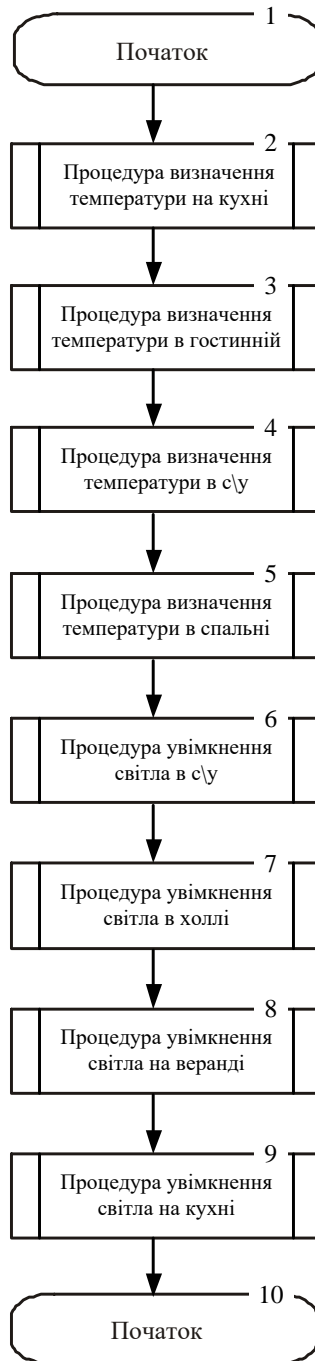 1
Початок
2
Процедура визначення
температури на кухні
3
Процедура визначення
температури в гостинній
4
Процедура визначення
температури в с\у
5
Процедура визначення
температури в спальні
6
Процедура увімкнення
світла в с\у
7
Процедура увімкнення
світла в холлі
8
Процедура увімкнення
світла на веранді
9
Процедура увімкнення
світла на кухні
10
Початок